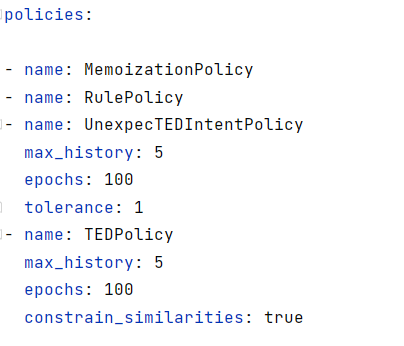 policies:
- name: MemoizationPolicy
- name: RulePolicy
- name: UnexpecTEDIntentPolicy
  max_history: 5
  epochs: 100
  tolerance: 1
- name: TEDPolicy
  max_history: 5
  epochs: 100
  constrain_similarities: true